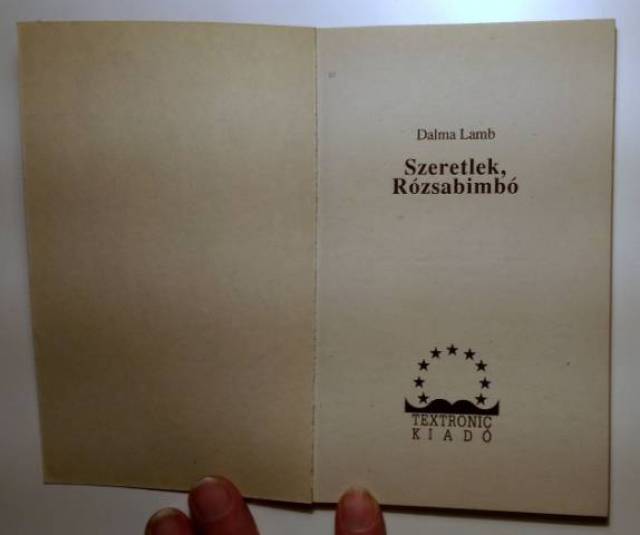 Dalma Lamb
Szeretlek,
Rózsabimbó
TEXTRONIC
KIADÓ